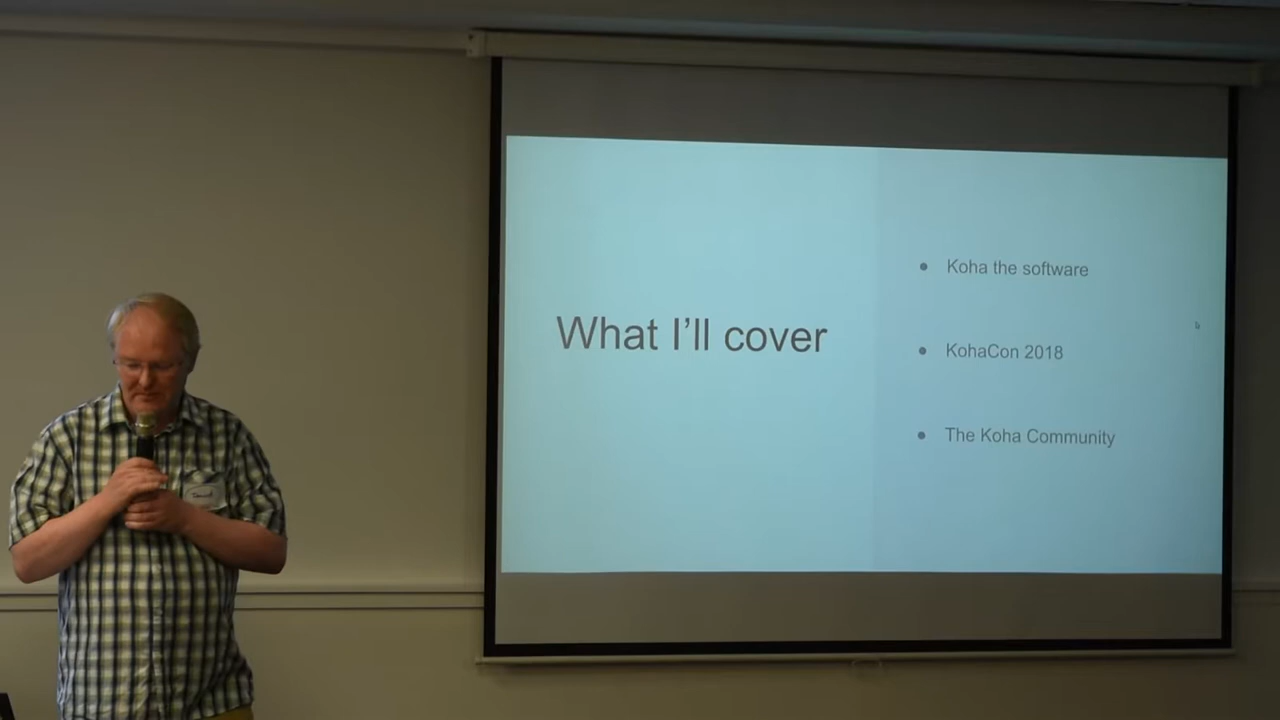 What I'll cover
● Koha the software
● KohaCon 2018
● The Koha Community